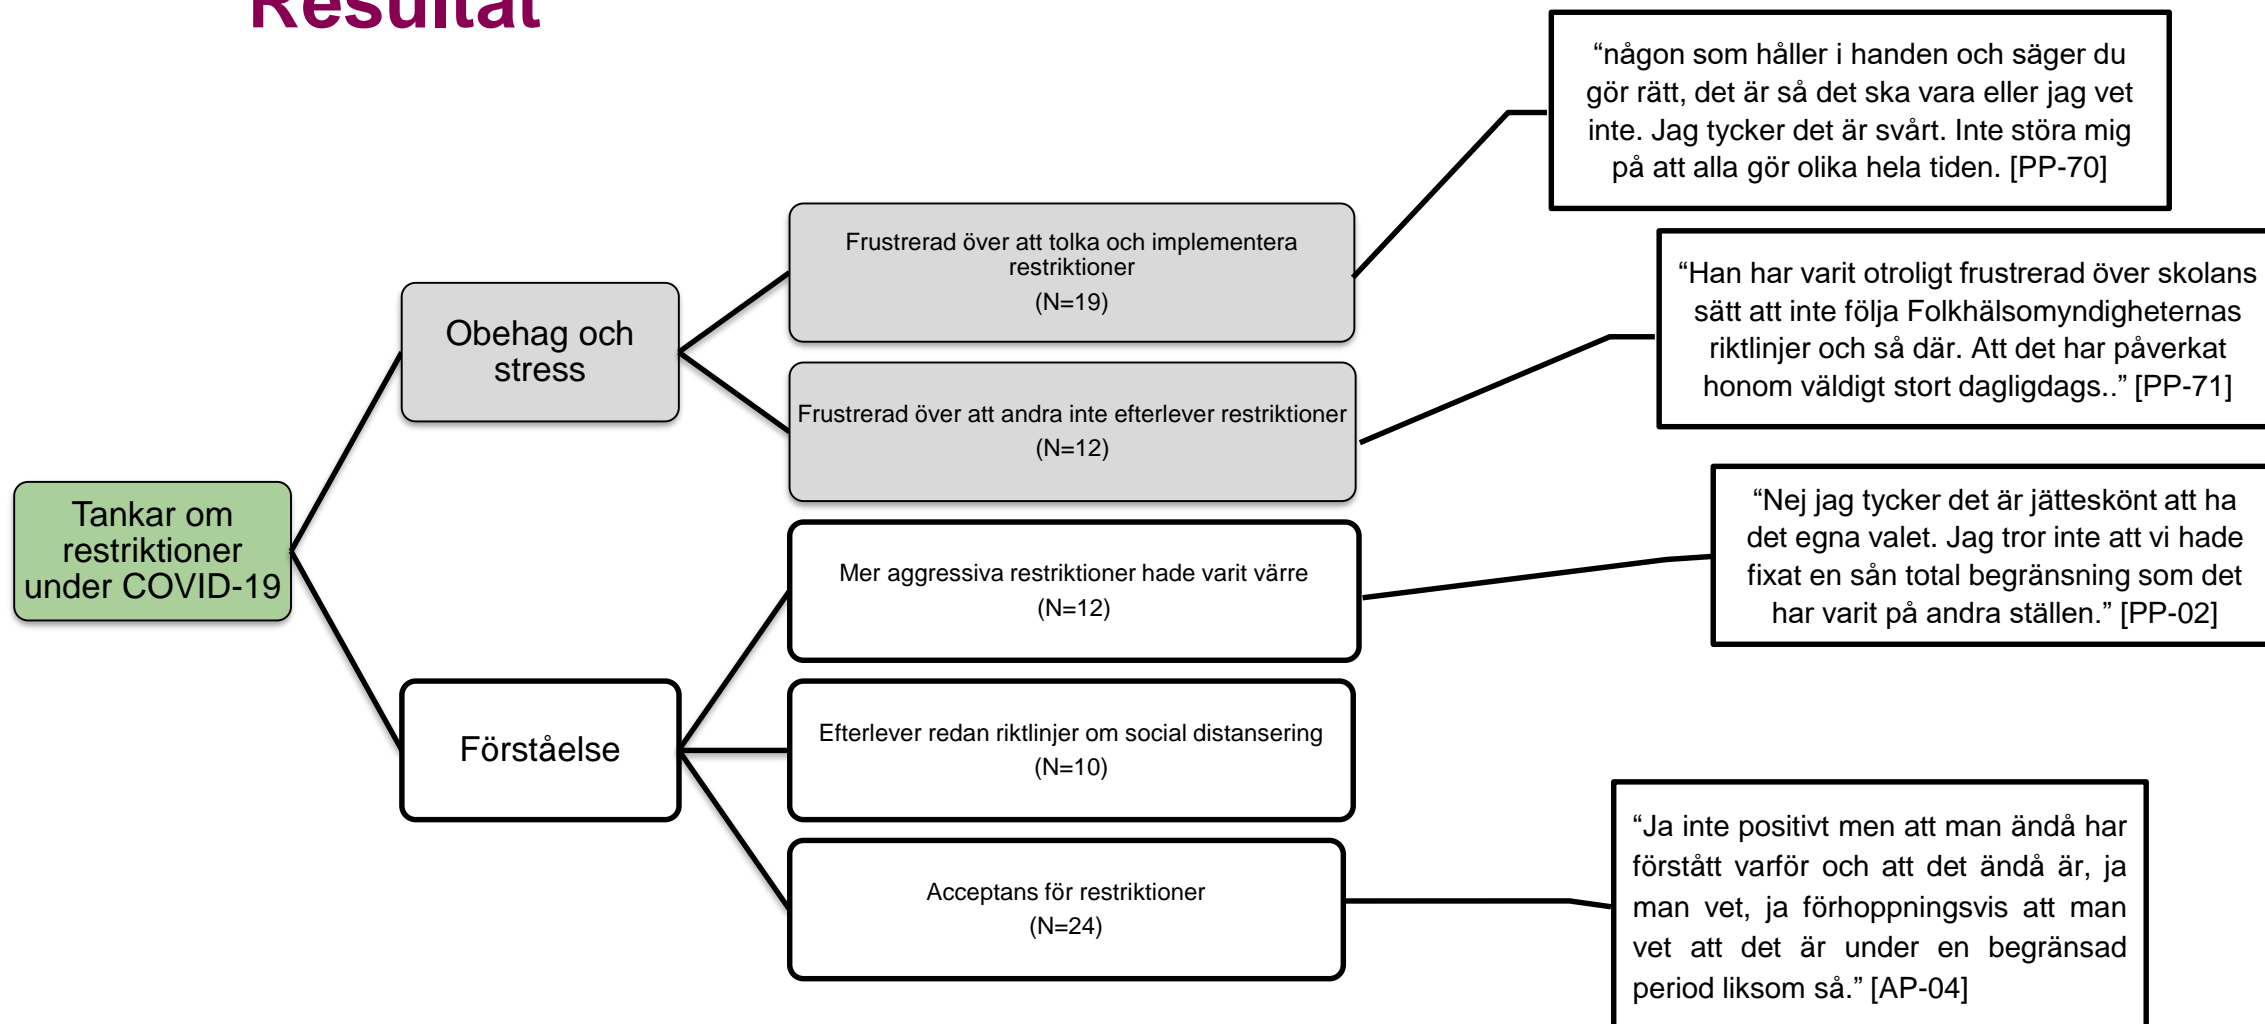 Resultat
“någon som håller i handen och säger du
gör rätt, det är så det ska vara eller jag vet
inte. Jag tycker det är svårt. Inte störa mig
på att alla gör olika hela tiden. [PP-70]
Frustrerad över att tolka och implementera
restriktioner
(N=19)
“Han har varit otroligt frustrerad över skolans
sätt att inte följa Folkhälsomyndigheternas
riktlinjer och så där. Att det har påverkat
honom väldigt stort dagligdags..” [PP-71]
Obehag och
stress
Frustrerad över att andra inte efterlever restriktioner
(N=12)
Tankar om
restriktioner
under COVID-19
“Nej jag tycker det är jätteskönt att ha
det egna valet. Jag tror inte att vi hade
fixat en sån total begränsning som det
har varit på andra ställen.” [PP-02]
Mer aggressiva restriktioner hade varit värre
(N=12)
Förståelse
Efterlever redan riktlinjer om social distansering
(N=10)
Acceptans för restriktioner
(N=24)
“Ja inte positivt men att man ändå har
förstått varför och att det ändå är, ja
man vet, ja förhoppningsvis att man
vet att det är under en begränsad
period liksom så.” [AP-04]